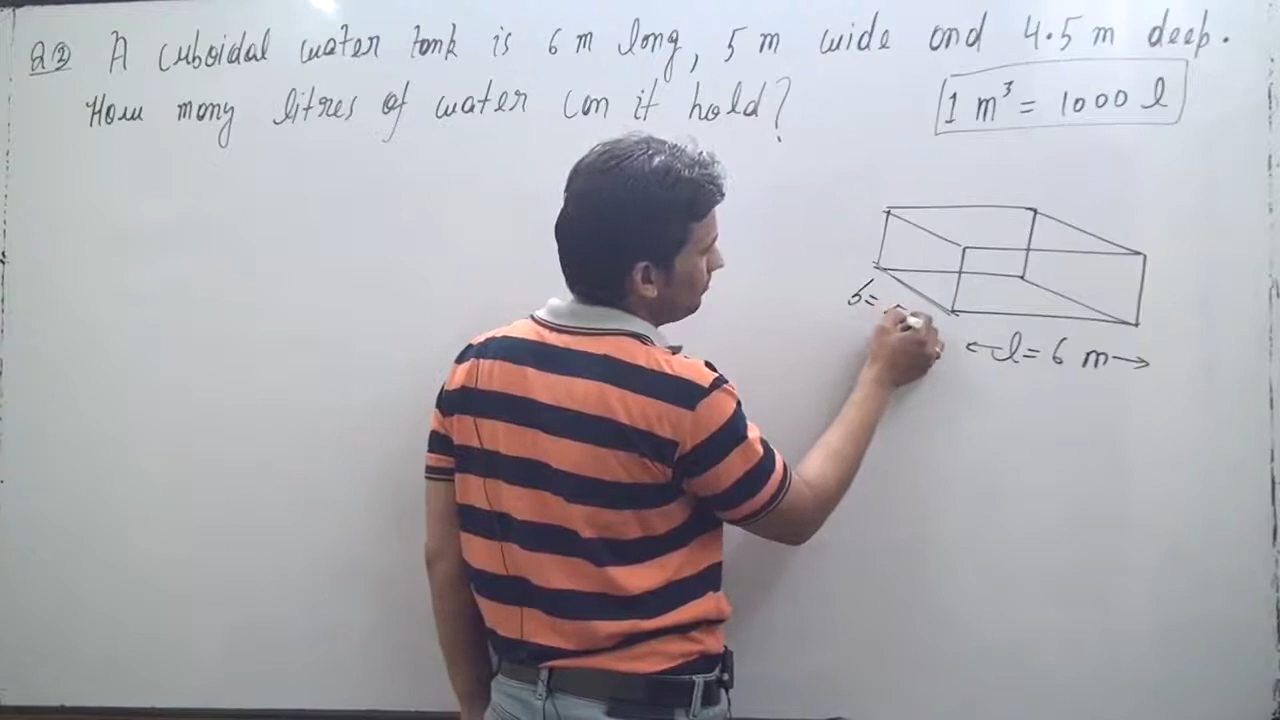 Q2 A cuboidal water tank is 6 m long, 5 m wide and 4.5 m deep.
How many litres of water can it hold?
1 m³ = 1000 l
b=
l= 6 m